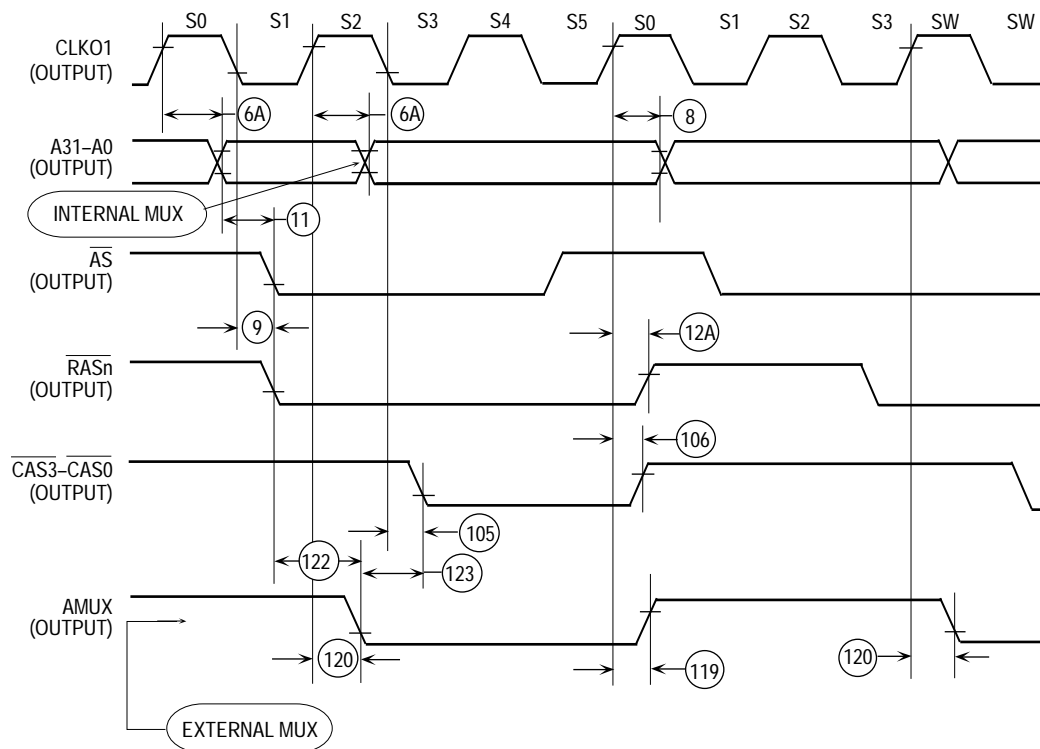 S0 S1 S2 S3 S4 S5 S0 S1 S2 S3 SW SW
CLKO1
(OUTPUT)
6A 6A 8
A31–A0
(OUTPUT)
INTERNAL MUX
11
AS
(OUTPUT)
9
12A
RASn
(OUTPUT)
106
CAS3–CAS0
(OUTPUT)
105
122
123
AMUX
(OUTPUT)
120
119
120
EXTERNAL MUX